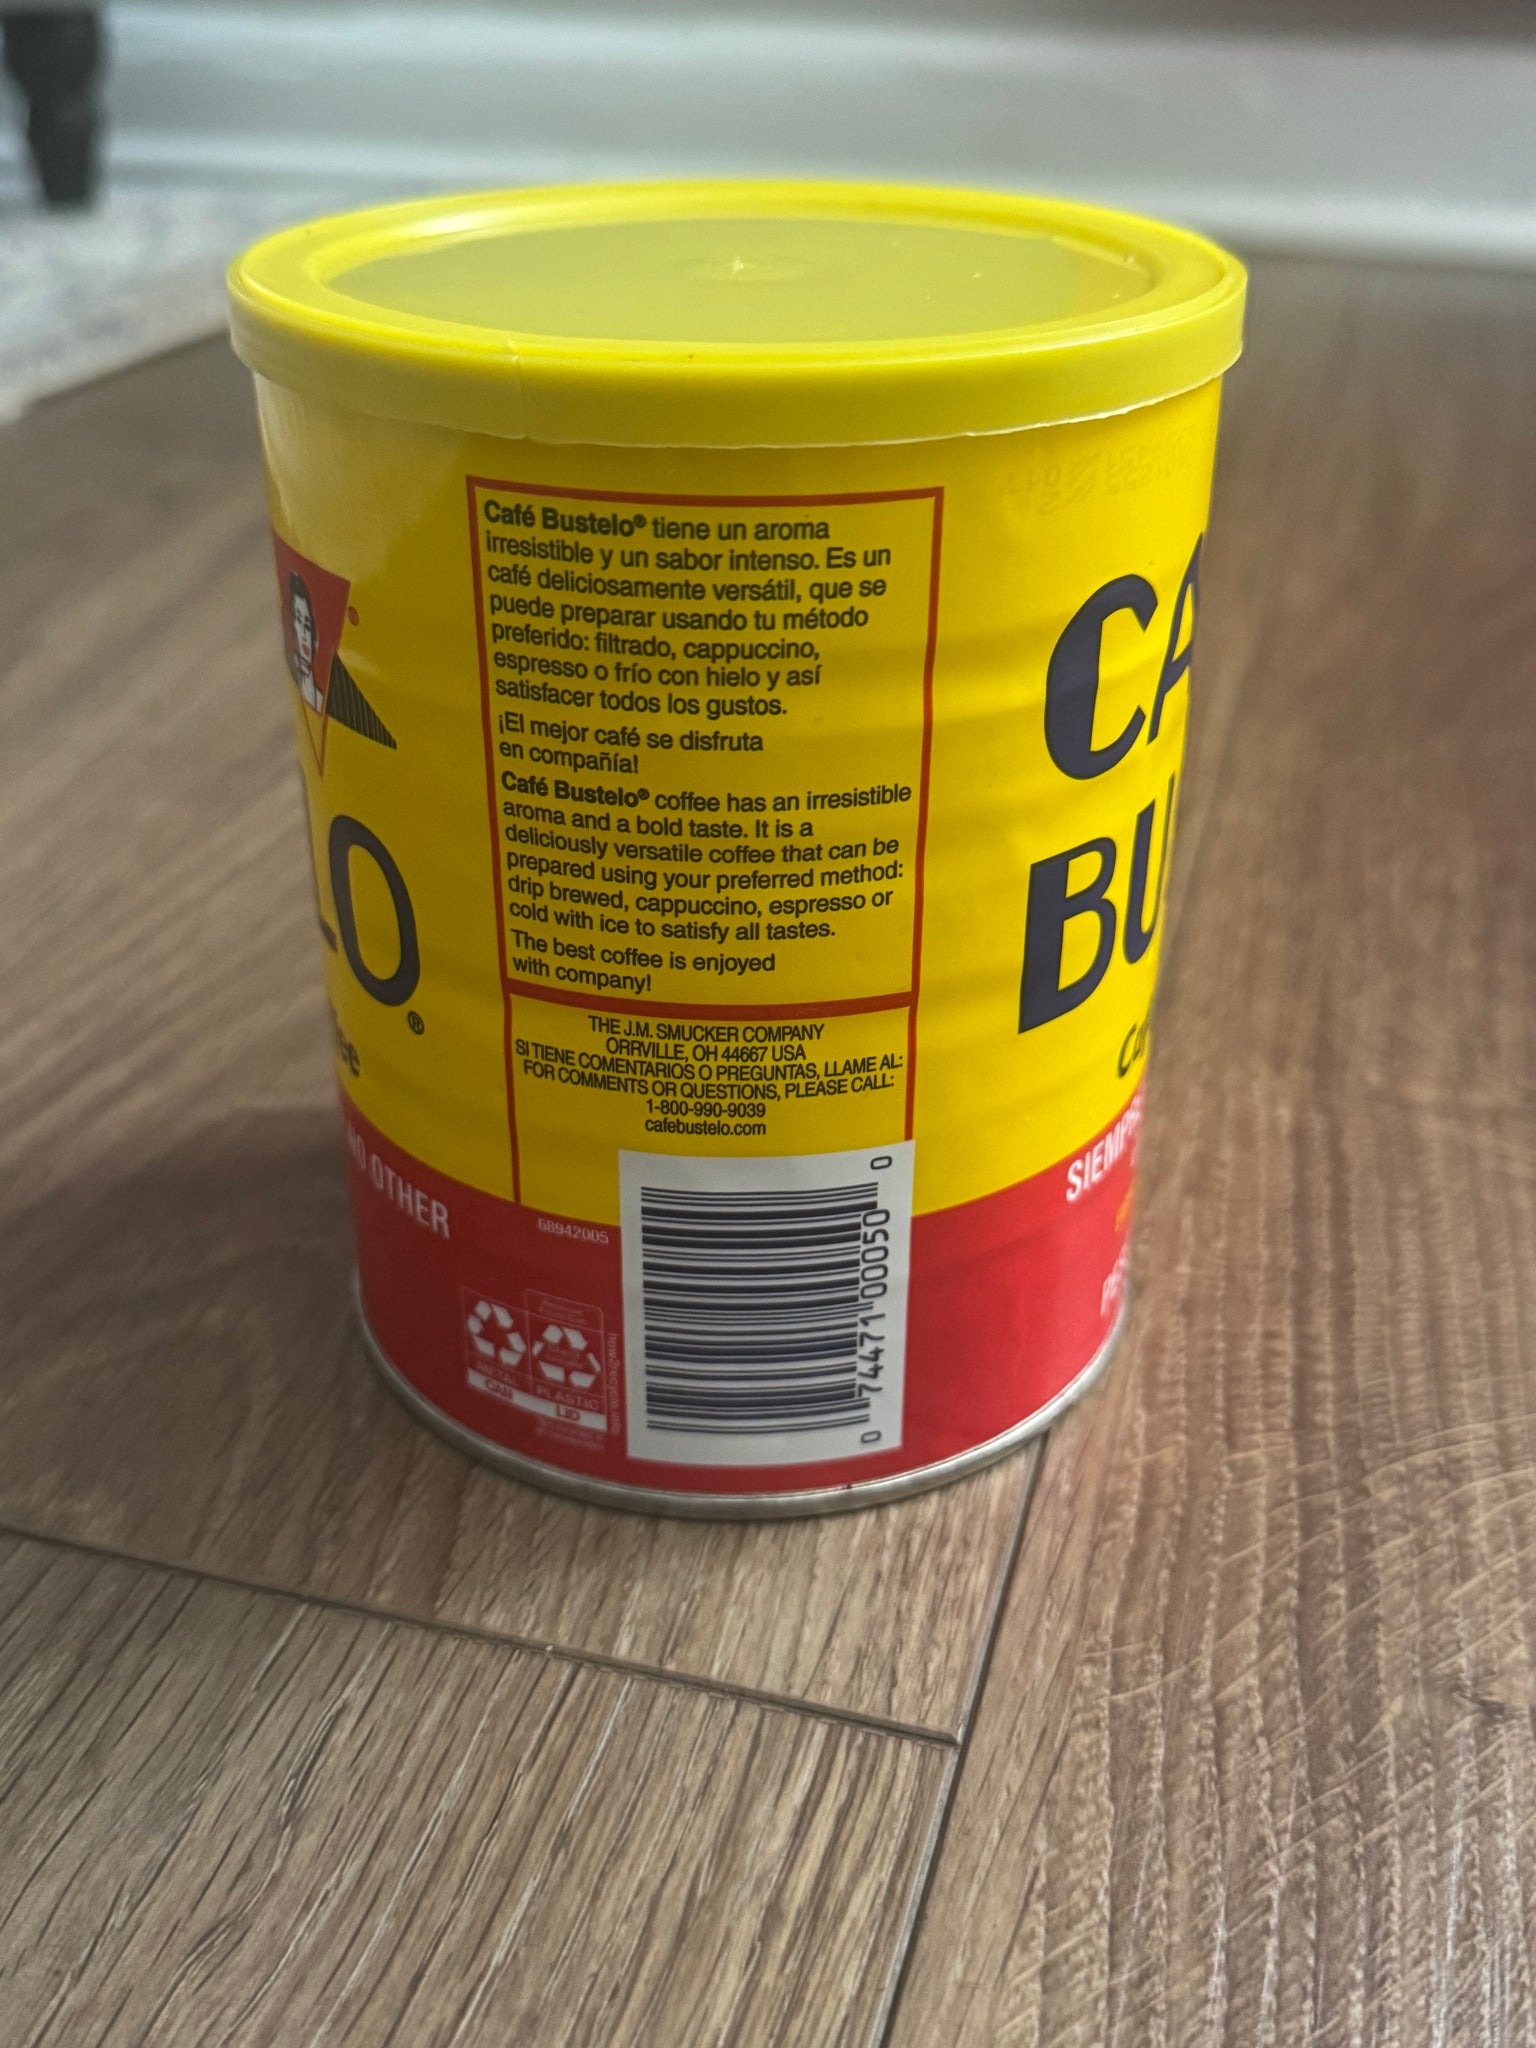 Café Bustelo® tiene un aroma
irresistible y un sabor intenso. Es un
café deliciosamente versátil, que se
puede preparar usando tu método
preferido: filtrado, cappuccino,
espresso o frío con hielo y así
satisfacer todos los gustos.
¡El mejor café se disfruta
en compañía!
Café Bustelo® coffee has an irresistible
aroma and a bold taste. It is a
deliciously versatile coffee that can be
prepared using your preferred method:
drip brewed, cappuccino, espresso or
cold with ice to satisfy all tastes.
The best coffee is enjoyed
with company!
THE J.M. SMUCKER COMPANY
ORRVILLE, OH 44667 USA
SI TIENE COMENTARIOS O PREGUNTAS, LLAME AL:
FOR COMMENTS OR QUESTIONS, PLEASE CALL:
1-800-990-9039
cafebustelo.com
68942005
METAL
CAN
PLASTIC
LID
how2recycle.info
0 74471 00050 0
®
LO®
ee
NO OTHER
CA
BU
Ca
SIEMPRE